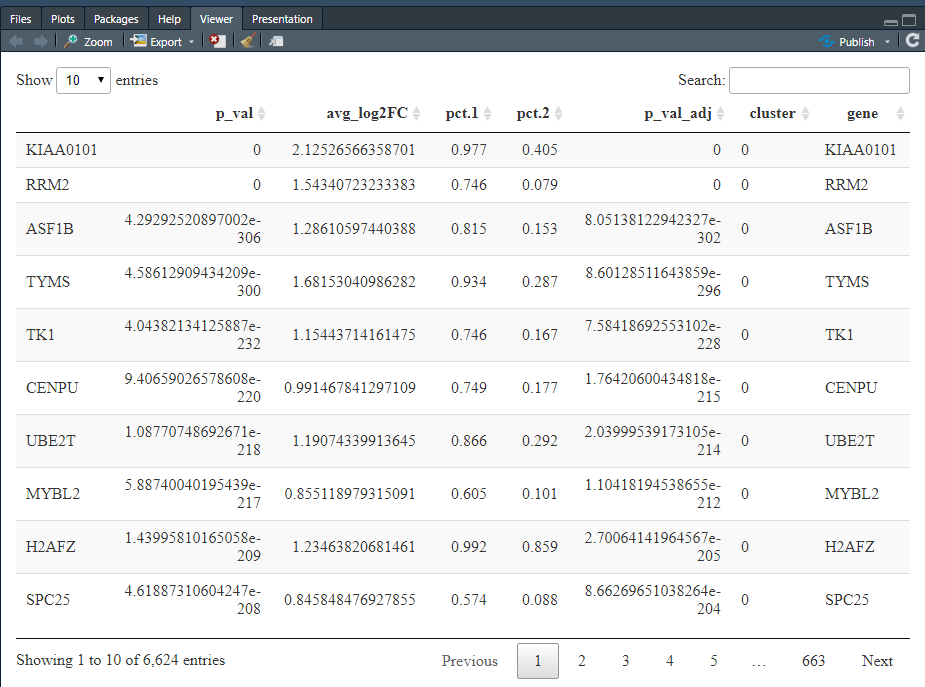 Files Plots Packages Help Viewer Presentation
Zoom Export Publish
Show 10 entries Search:
p_val avg_log2FC pct.1 pct.2 p_val_adj cluster gene
KIAA0101 0 2.12526566358701 0.977 0.405 0 0 KIAA0101
RRM2 0 1.54340723233383 0.746 0.079 0 0 RRM2
ASF1B 4.29292520897002e-306 1.28610597440388 0.815 0.153 8.05138122942327e-302 0 ASF1B
TYMS 4.58612909434209e-300 1.68153040986282 0.934 0.287 8.60128511643859e-296 0 TYMS
TK1 4.04382134125887e-232 1.15443714161475 0.746 0.167 7.58418692553102e-228 0 TK1
CENPU 9.40659026578608e-220 0.991467841297109 0.749 0.177 1.76420600434818e-215 0 CENPU
UBE2T 1.08770748692671e-218 1.19074339913645 0.866 0.292 2.03999539173105e-214 0 UBE2T
MYBL2 5.88740040195439e-217 0.855118979315091 0.605 0.101 1.10418194538655e-212 0 MYBL2
H2AFZ 1.43995810165058e-209 1.23463820681461 0.992 0.859 2.70064141964567e-205 0 H2AFZ
SPC25 4.61887310604247e-208 0.845848476927855 0.574 0.088 8.66269651038264e-204 0 SPC25
Showing 1 to 10 of 6,624 entries Previous 1 2 3 4 5 … 663 Next